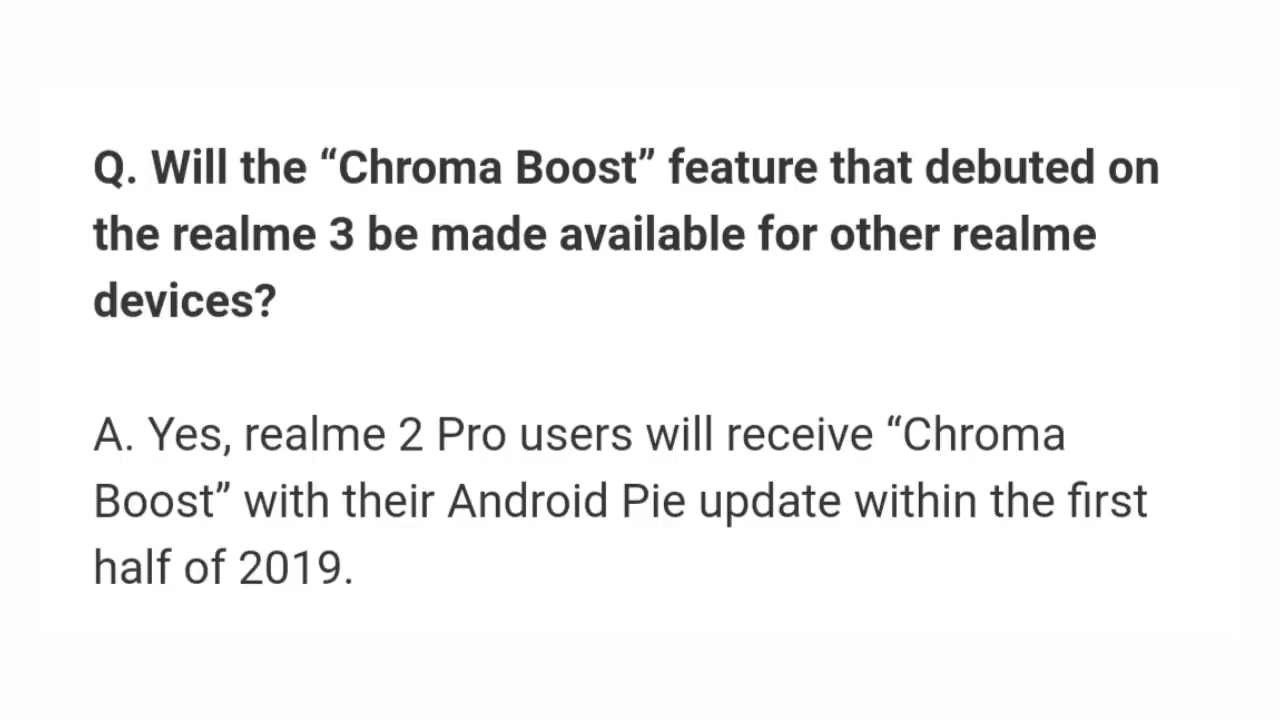 Q. Will the “Chroma Boost” feature that debuted on
the realme 3 be made available for other realme
devices?
A. Yes, realme 2 Pro users will receive “Chroma
Boost” with their Android Pie update within the first
half of 2019.